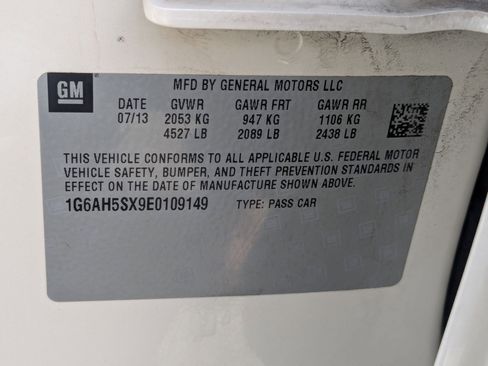 GM
MFD BY GENERAL MOTORS LLC
DATE GVWR GAWR FRT GAWR RR
07/13 2053 KG 947 KG 1106 KG
4527 LB 2089 LB 2438 LB
THIS VEHICLE CONFORMS TO ALL APPLICABLE U.S. FEDERAL MOTOR
VEHICLE SAFETY, BUMPER, AND THEFT PREVENTION STANDARDS IN
EFFECT ON THE DATE OF MANUFACTURE SHOWN ABOVE.
1G6AH5SX9E0109149 TYPE: PASS CAR